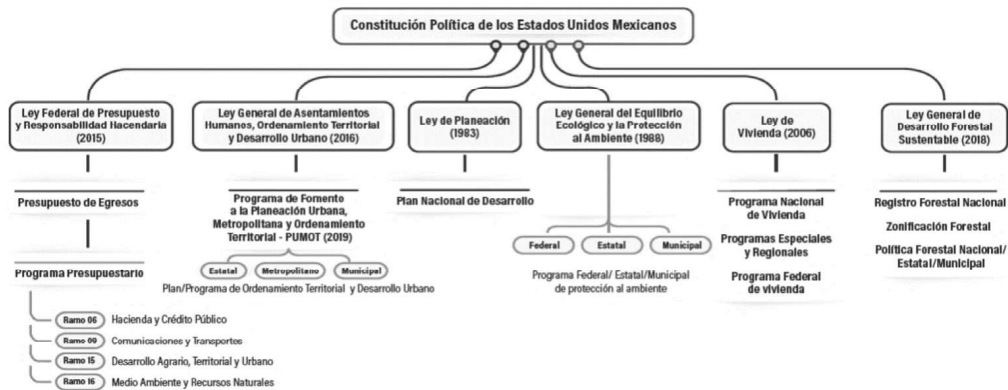 Constitución Política de los Estados Unidos Mexicanos
Ley Federal de Presupuesto
y Responsabilidad Hacendaria
(2015)
Presupuesto de Egresos
Programa Presupuestario
Ramo 06 Hacienda y Crédito Público
Ramo 09 Comunicaciones y Transportes
Ramo 15 Desarrollo Agrario, Territorial y Urbano
Ramo 16 Medio Ambiente y Recursos Naturales
Ley General de Asentamientos
Humanos, Ordenamiento Territorial
y Desarrollo Urbano (2016)
Programa de Fomento
a la Planeación Urbana,
Metropolitana y Ordenamiento
Territorial - PUMOT (2019)
Estatal Metropolitano Municipal
Plan/Programa de Ordenamiento Territorial y Desarrollo Urbano
Ley de Planeación
(1983)
Plan Nacional de Desarrollo
Ley General del Equilibrio
Ecológico y la Protección
al Ambiente (1988)
Federal Estatal Municipal
Programa Federal/ Estatal/Municipal
de protección al ambiente
Ley de
Vivienda (2006)
Programa Nacional
de Vivienda
Programas Especiales
y Regionales
Programa Federal
de vivienda
Ley General de
Desarrollo Forestal
Sustentable (2018)
Registro Forestal Nacional
Zonificación Forestal
Política Forestal Nacional/
Estatal/Municipal